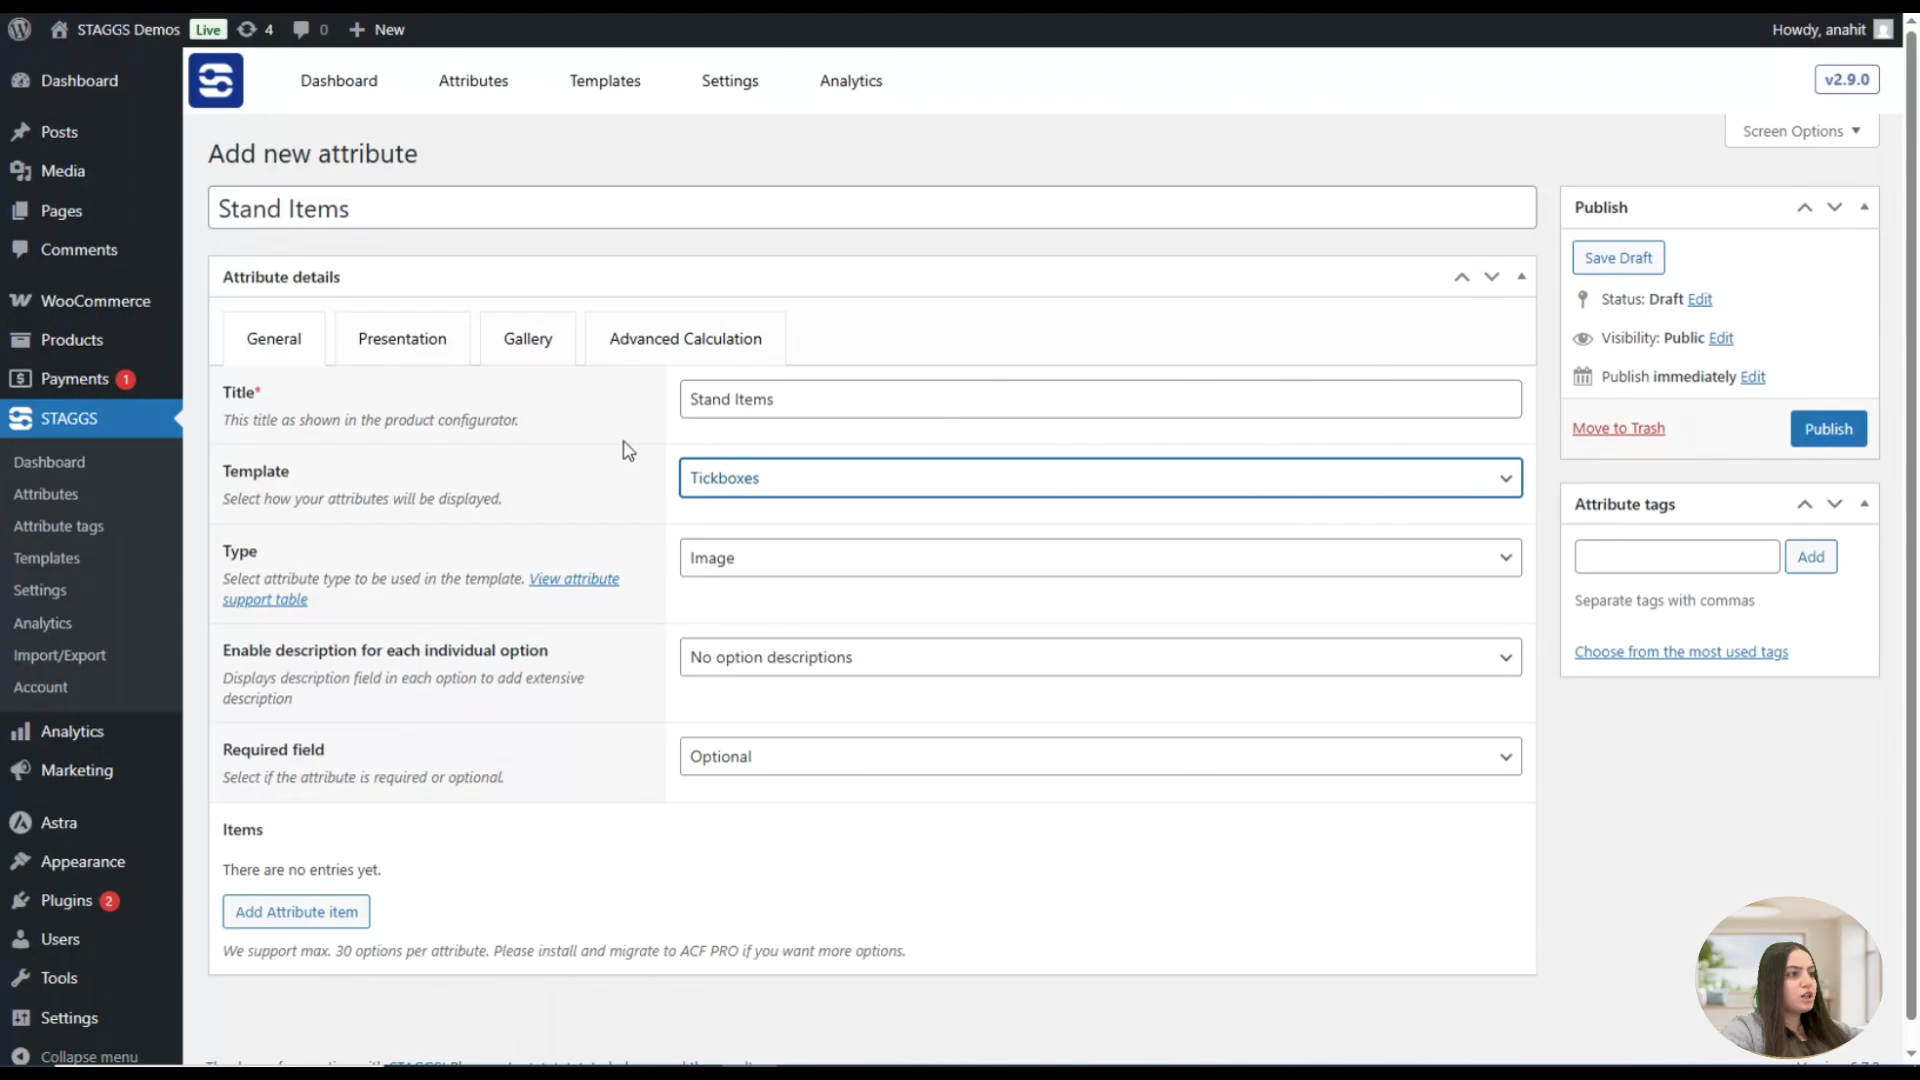 STAGGS Demos
Live
4
0
New
Howdy, anahit
Dashboard
Posts
Media
Pages
Comments
WooCommerce
Products
Payments 1
STAGGS
Dashboard
Attributes
Attribute tags
Templates
Settings
Analytics
Import/Export
Account
Analytics
Marketing
Astra
Appearance
Plugins 2
Users
Tools
Settings
Collapse menu
Dashboard
Attributes
Templates
Settings
Analytics
v2.9.0
Screen Options
Add new attribute
Stand Items
Attribute details
General
Presentation
Gallery
Advanced Calculation
Title*
This title as shown in the product configurator.
Stand Items
Template
Select how your attributes will be displayed.
Tickboxes
Type
Select attribute type to be used in the template. View attribute
support table
Image
Enable description for each individual option
Displays description field in each option to add extensive
description
No option descriptions
Required field
Select if the attribute is required or optional.
Optional
Items
There are no entries yet.
Add Attribute item
We support max. 30 options per attribute. Please install and migrate to ACF PRO if you want more options.
Publish
Save Draft
Status: Draft Edit
Visibility: Public Edit
Publish immediately Edit
Move to Trash
Publish
Attribute tags
Add
Separate tags with commas
Choose from the most used tags